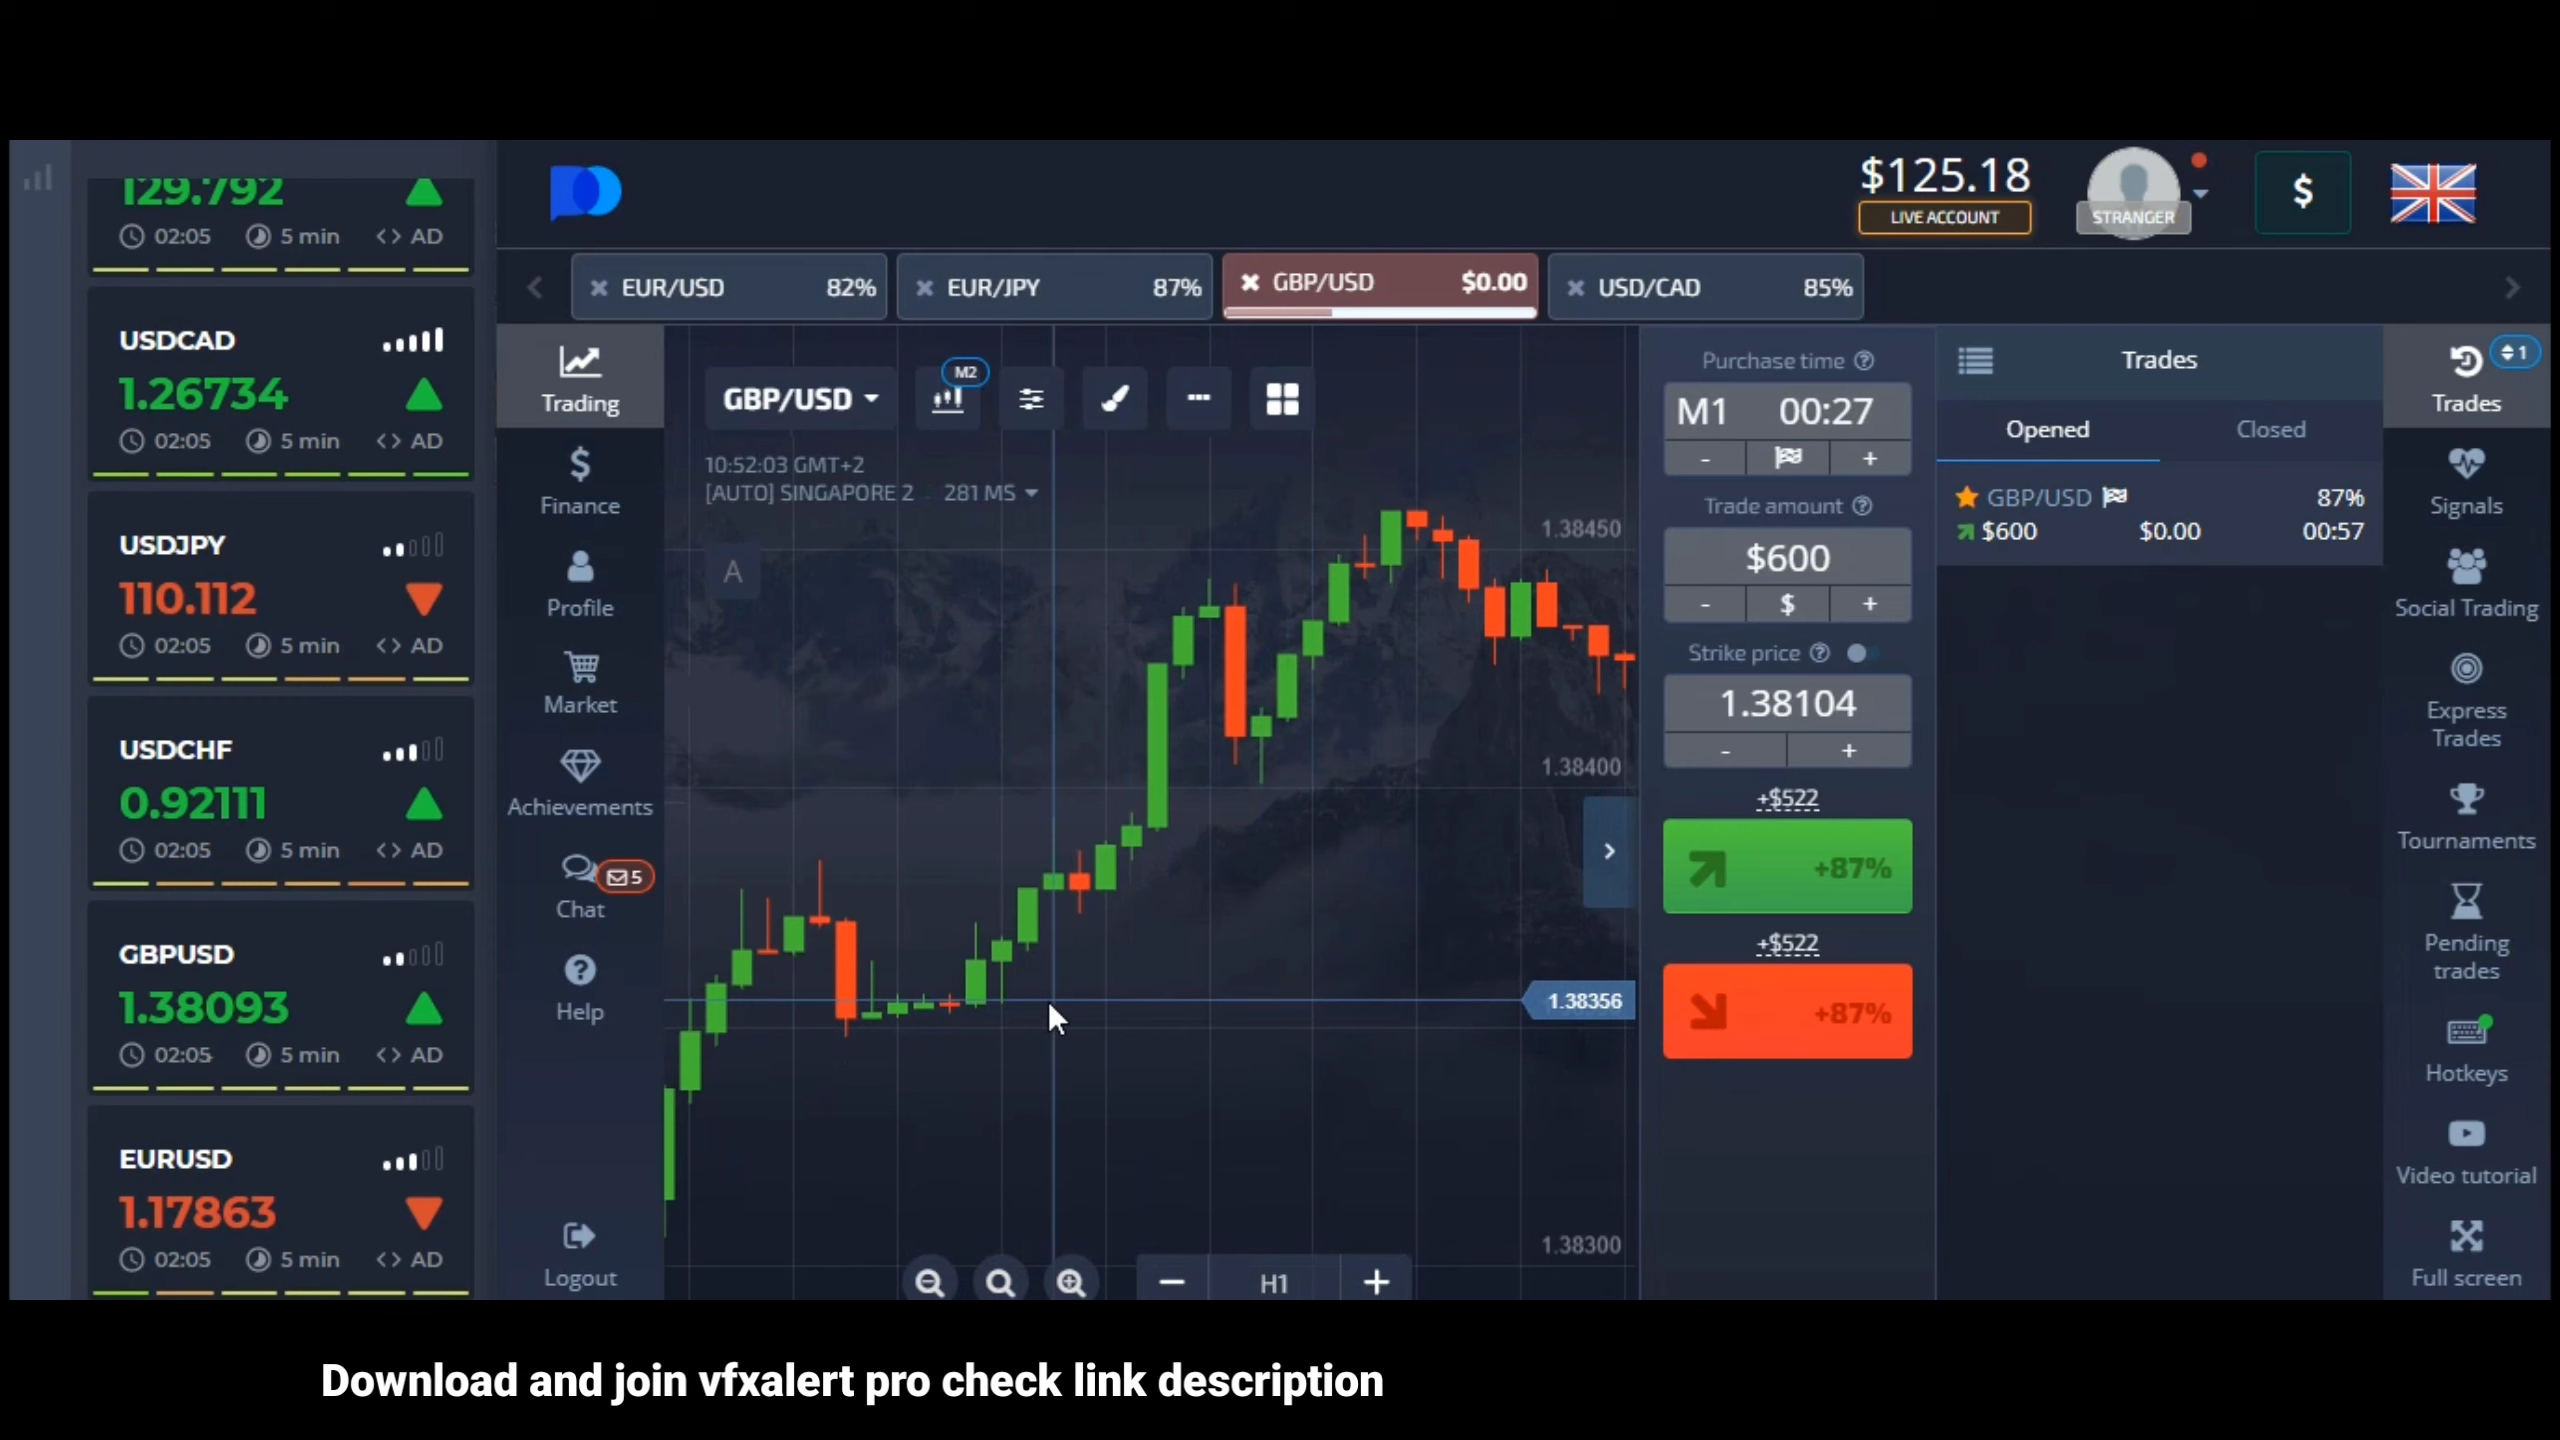 129.792
02:05 5 min <> AD
USDCAD
1.26734
02:05 5 min <> AD
USDJPY
110.112
02:05 5 min <> AD
USDCHF
0.92111
02:05 5 min <> AD
GBPUSD
1.38093
02:05 5 min <> AD
EURUSD
1.17863
02:05 5 min <> AD
$125.18
LIVE ACCOUNT
STRANGER
$
EUR/USD 82%
EUR/JPY 87%
GBP/USD $0.00
USD/CAD 85%
Trading
Finance
Profile
Market
Achievements
5
Chat
Help
Logout
GBP/USD
M2
10:52:03 GMT+2
[AUTO] SINGAPORE 2 281 MS
A
1.38450
1.38400
1.38356
1.38300
- H1 +
Purchase time ?
M1 00:27
- +
Trade amount ?
$600
- $ +
Strike price ?
1.38104
- +
+$522
+87%
+$522
+87%
Trades
Opened Closed
GBP/USD 87%
$600 $0.00 00:57
1
Trades
Signals
Social Trading
Express
Trades
Tournaments
Pending
trades
Hotkeys
Video tutorial
Full screen
Download and join vfxalert pro check link description